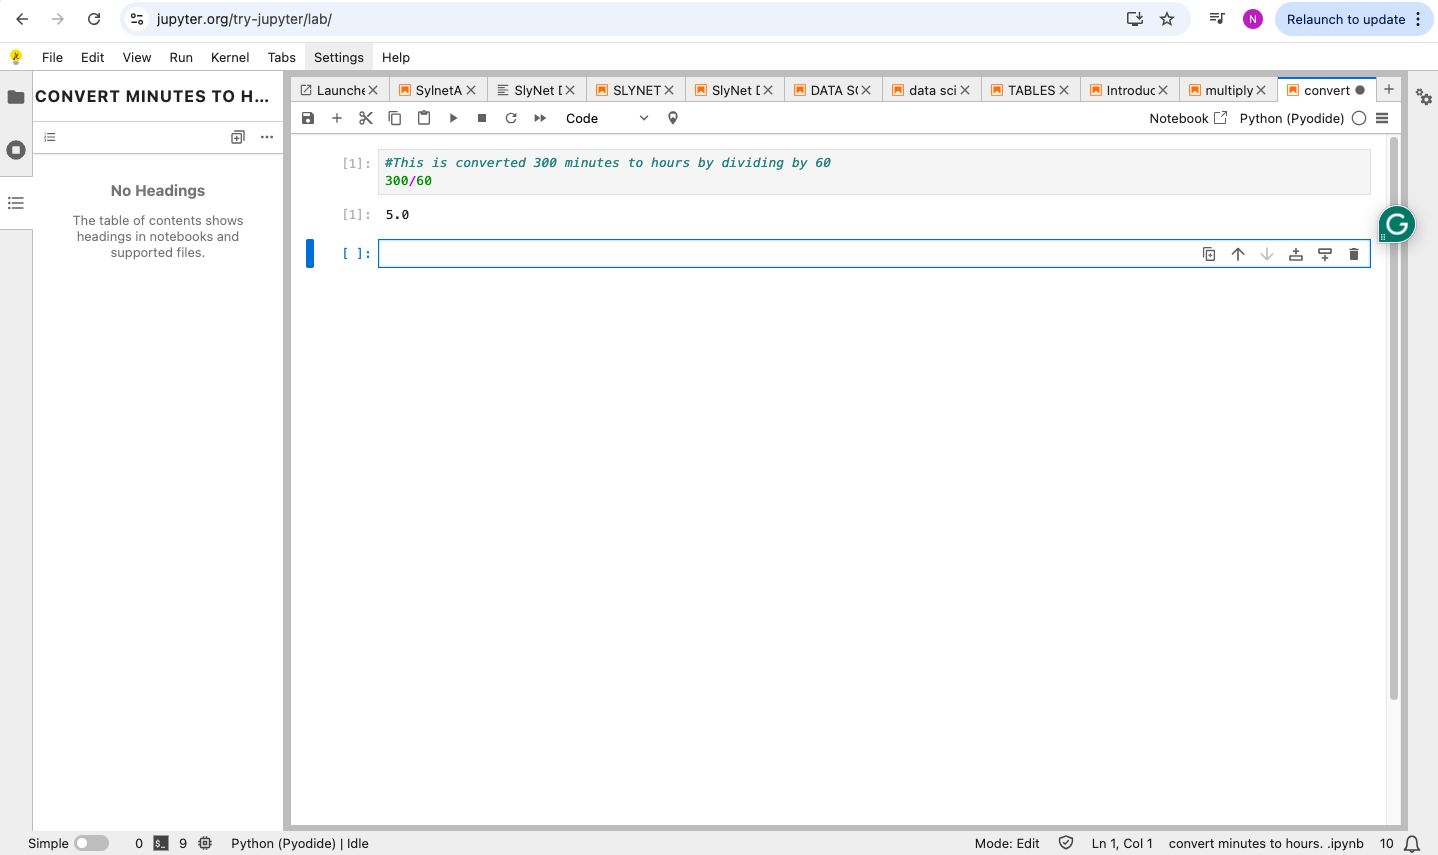 jupyter.org/try-jupyter/lab/
N
Relaunch to update
File Edit View Run Kernel Tabs Settings Help
CONVERT MINUTES TO H...
Launche
SylnetA
SlyNet D
SLYNET
SlyNet D
DATA SC
data sci
TABLES
Introduc
multiply
convert
Code
Notebook
Python (Pyodide)
No Headings
The table of contents shows
headings in notebooks and
supported files.
[1]: #This is converted 300 minutes to hours by dividing by 60
300/60
[1]: 5.0
[ ]:
G
Simple 0 $_ 9 Python (Pyodide) | Idle
Mode: Edit Ln 1, Col 1 convert minutes to hours. .ipynb 10